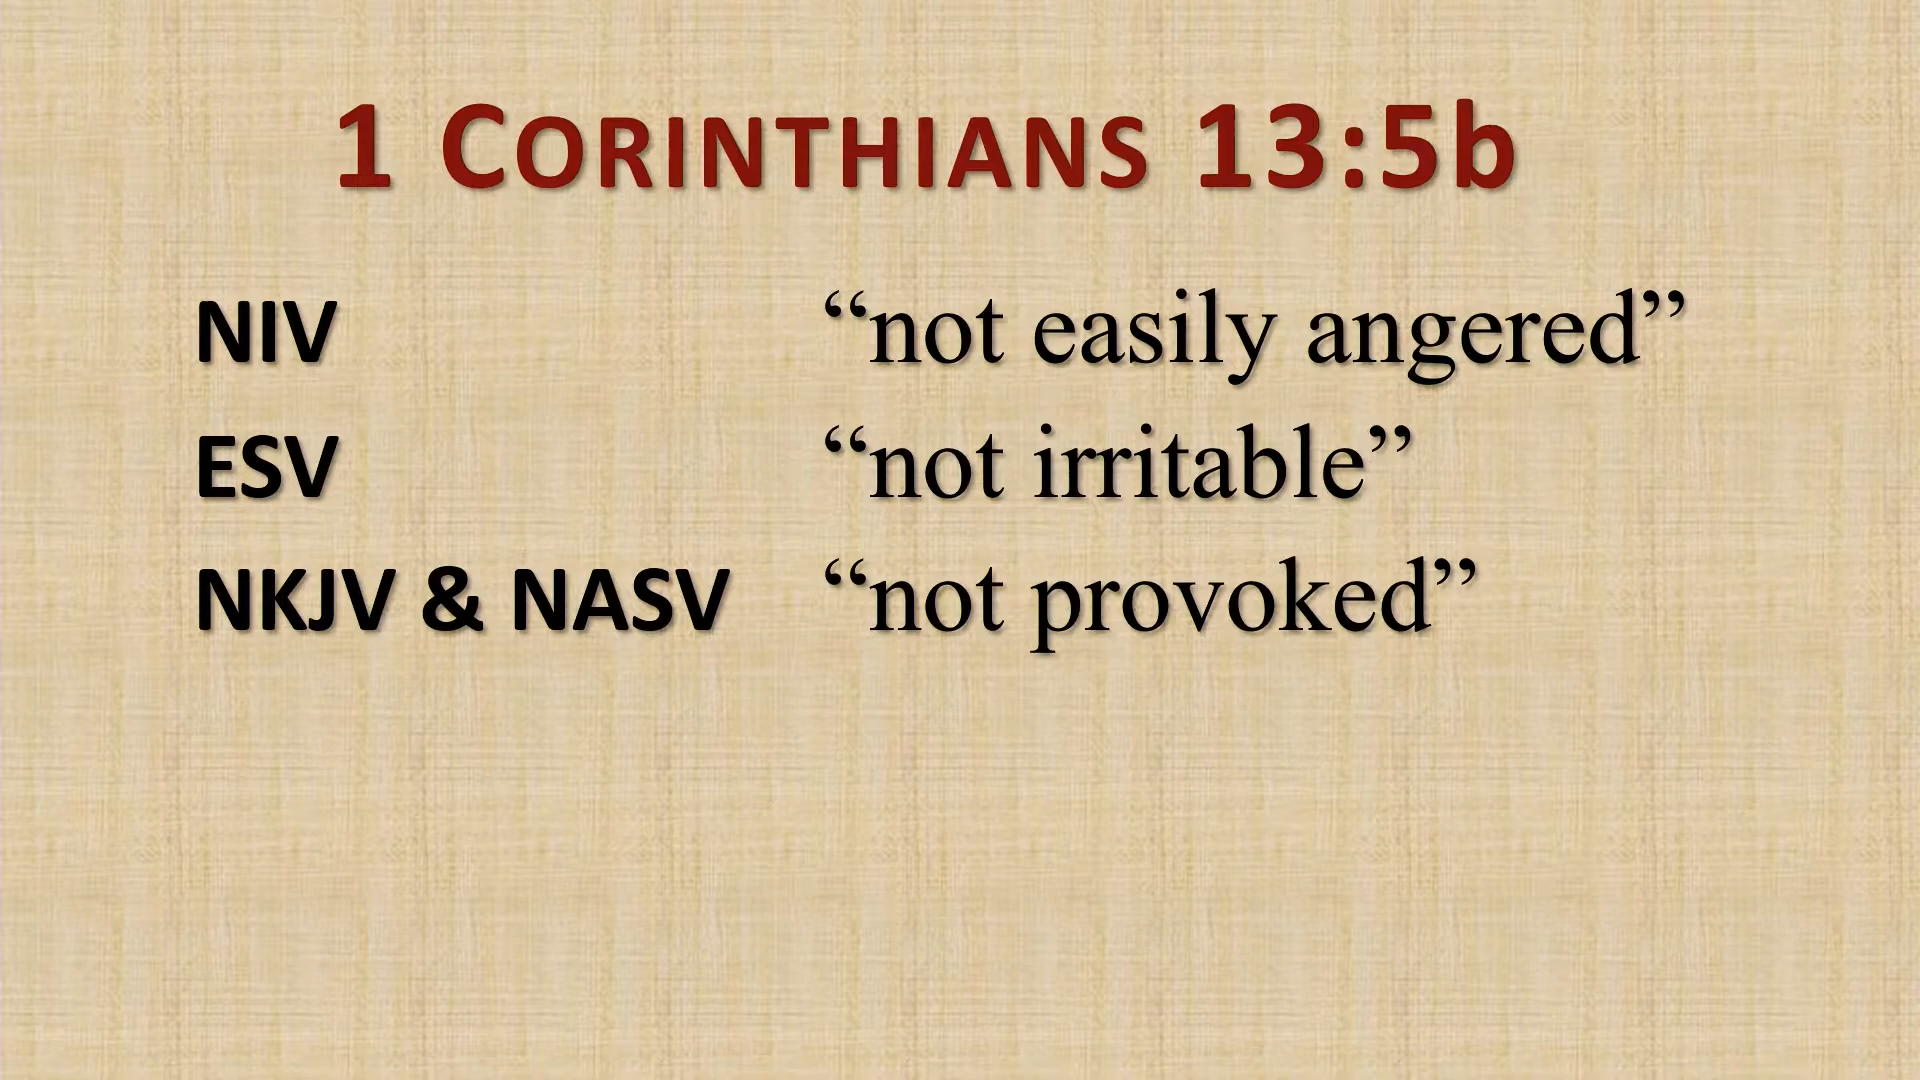 1 CORINTHIANS 13:5b
NIV “not easily angered”
ESV “not irritable”
NKJV & NASV “not provoked”